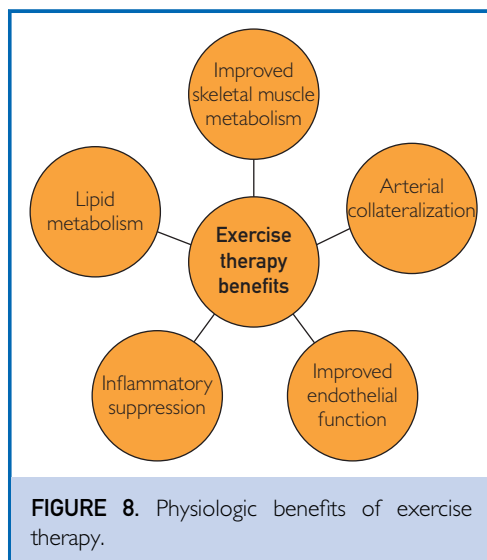 Improved
skeletal muscle
metabolism
Lipid
metabolism
Arterial
collateralization
Exercise
therapy
benefits
Inflammatory
suppression
Improved
endothelial
function
FIGURE 8. Physiologic benefits of exercise
therapy.